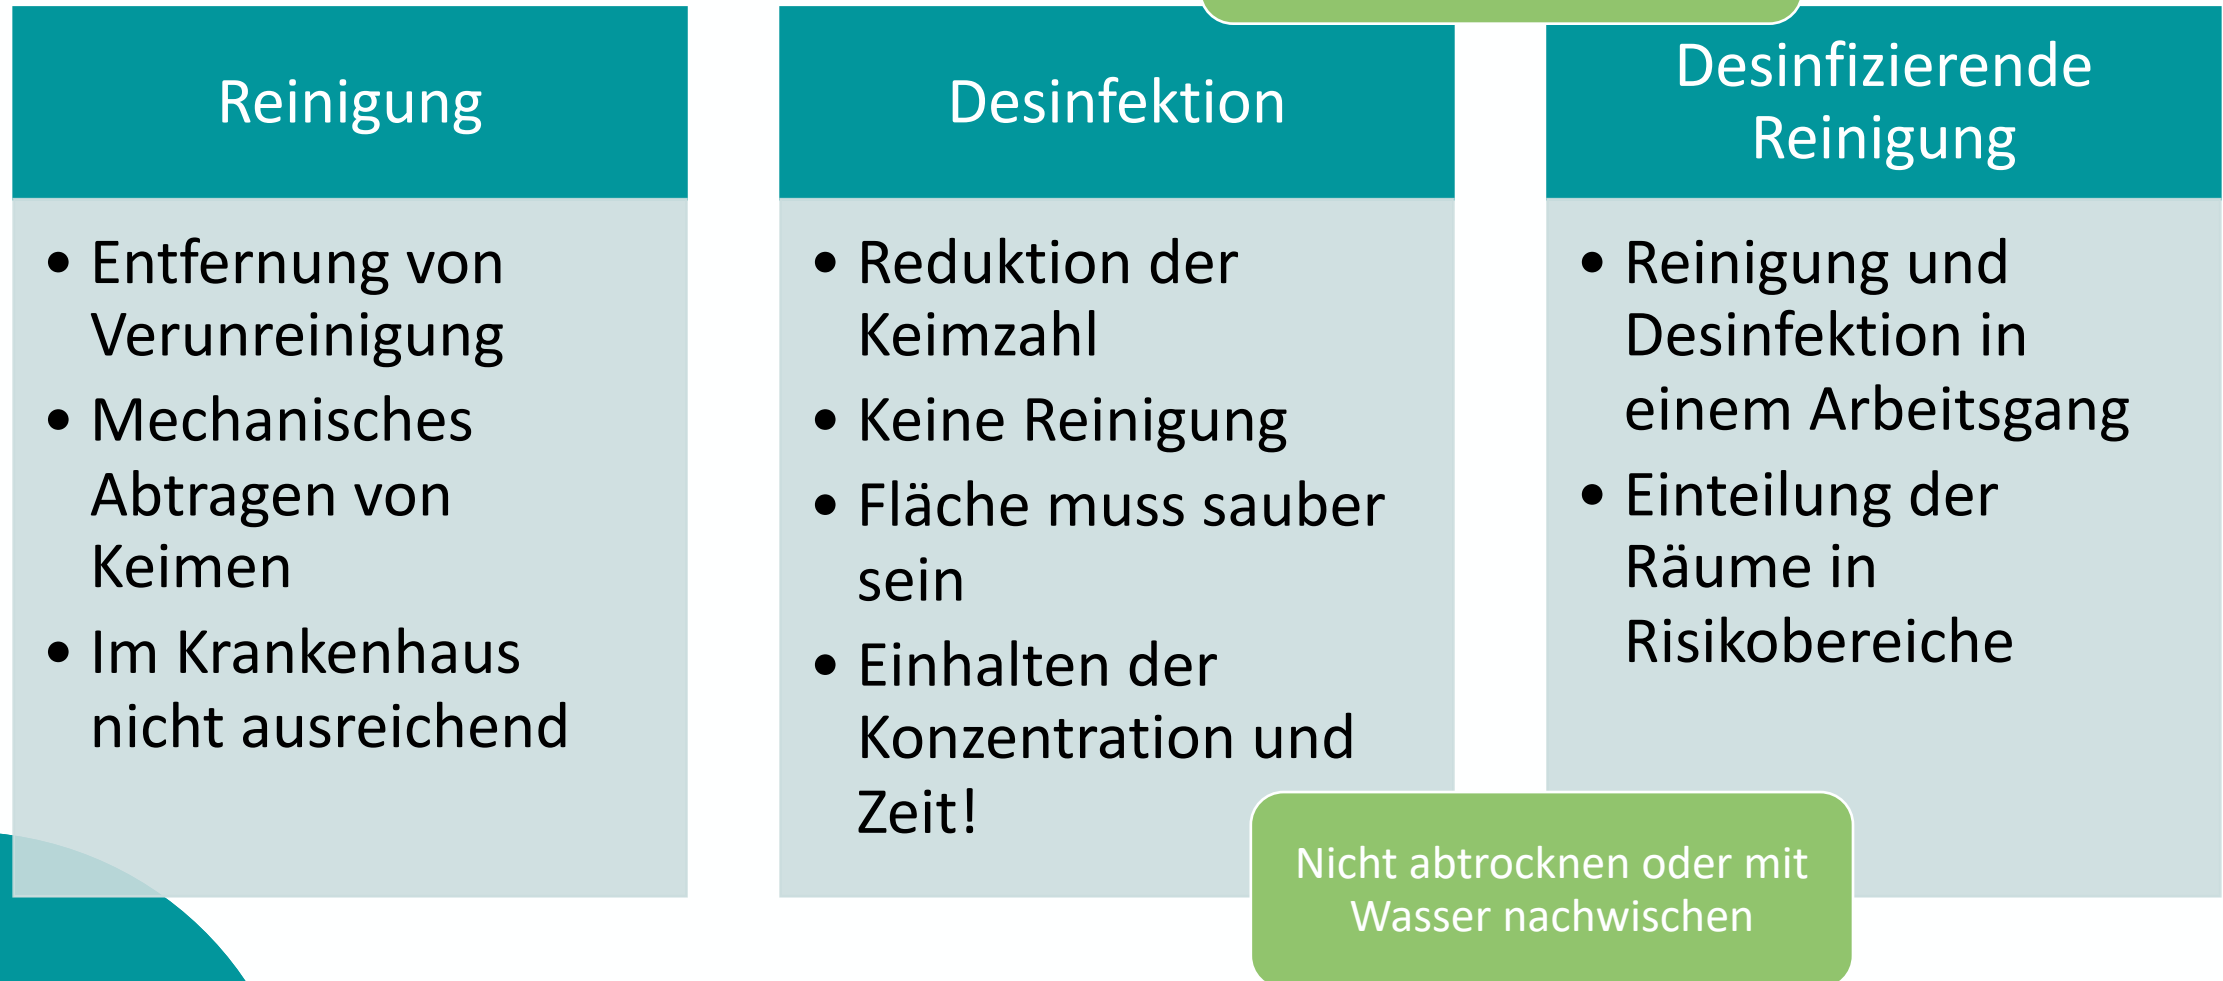 Reinigung
• Entfernung von
Verunreinigung
• Mechanisches
Abtragen von
Keimen
• Im Krankenhaus
nicht ausreichend
Desinfektion
• Reduktion der
Keimzahl
• Keine Reinigung
• Fläche muss sauber
sein
• Einhalten der
Konzentration und
Zeit!
Desinfizierende
Reinigung
• Reinigung und
Desinfektion in
einem Arbeitsgang
• Einteilung der
Räume in
Risikobereiche
Nicht abtrocknen oder mit
Wasser nachwischen